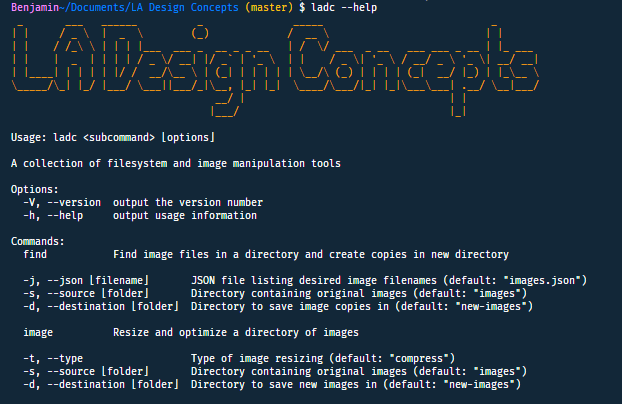 Benjamin~/Documents/LA Design Concepts (master) $ ladc --help
LA Design Concepts
Usage: ladc <subcommand> [options]
A collection of filesystem and image manipulation tools
Options:
-V, --version  output the version number
-h, --help     output usage information
Commands:
find           Find image files in a directory and create copies in new directory
-j, --json [filename]       JSON file listing desired image filenames (default: "images.json")
-s, --source [folder]       Directory containing original images (default: "images")
-d, --destination [folder]  Directory to save image copies in (default: "new-images")
image          Resize and optimize a directory of images
-t, --type                  Type of image resizing (default: "compress")
-s, --source [folder]       Directory containing original images (default: "images")
-d, --destination [folder]  Directory to save new images in (default: "new-images")